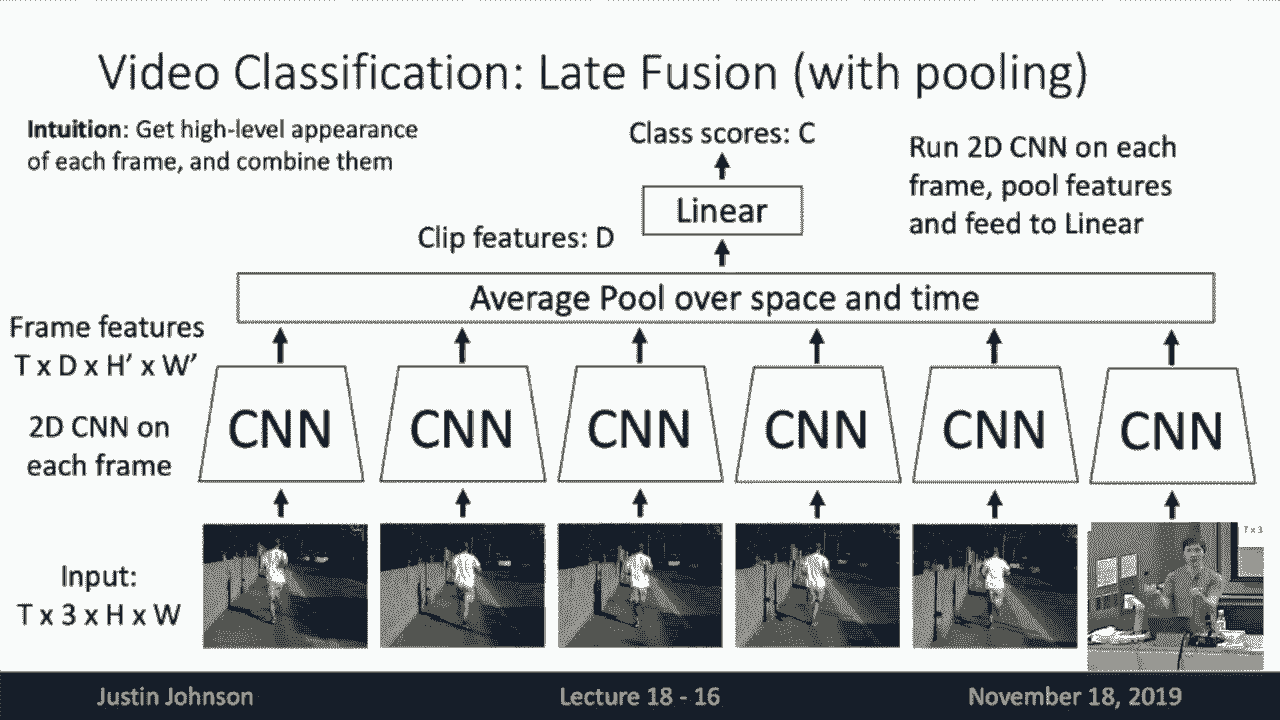 Video Classification: Late Fusion (with pooling)
Intuition: Get high-level appearance
of each frame, and combine them
Class scores: C
Run 2D CNN on each
frame, pool features
and feed to Linear
Linear
Clip features: D
Average Pool over space and time
Frame features
T x D x H’ x W’
CNN CNN CNN CNN CNN CNN
2D CNN on
each frame
Input:
T x 3 x H x W
T x 3
Justin Johnson
Lecture 18 - 16
November 18, 2019